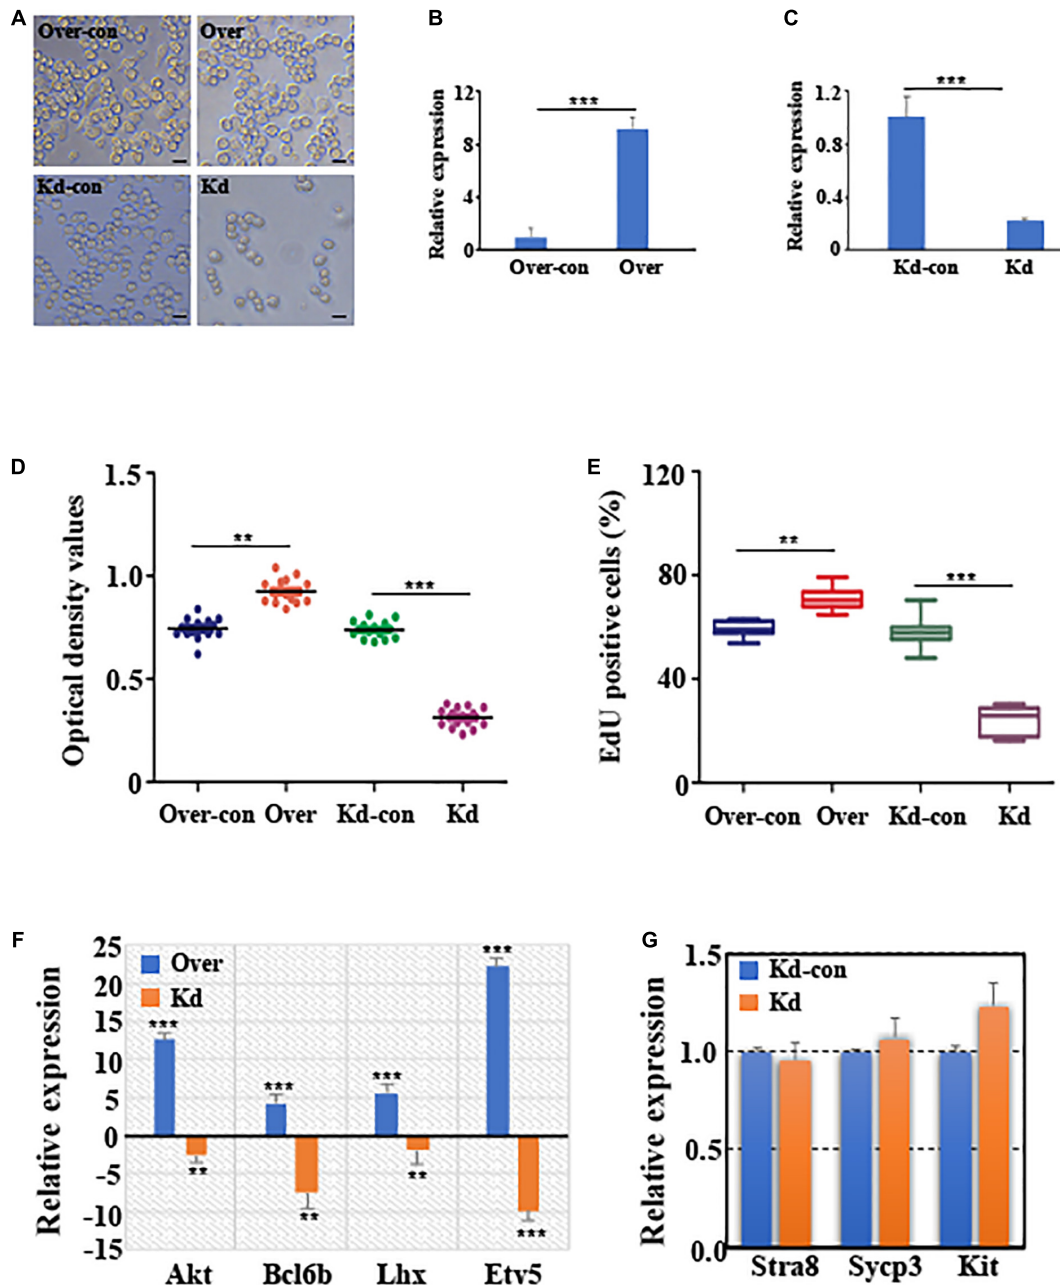 A
Over-con
Over
Kd-con
Kd
B
Relative expression
12
8
4
0
***
Over-con
Over
C
Relative expression
1.2
0.8
0.4
0
***
Kd-con
Kd
D
Optical density values
1.5
1.0
0.5
0
**
***
Over-con
Over
Kd-con
Kd
E
EdU positive cells (%)
120
80
40
0
**
***
Over-con
Over
Kd-con
Kd
F
Relative expression
25
20
15
10
5
0
-5
-10
-15
Over
Kd
***
**
***
**
***
**
***
***
Akt
Bcl6b
Lhx
Etv5
G
Relative expression
1.5
1.0
0.5
0.0
Kd-con
Kd
Stra8
Sycp3
Kit